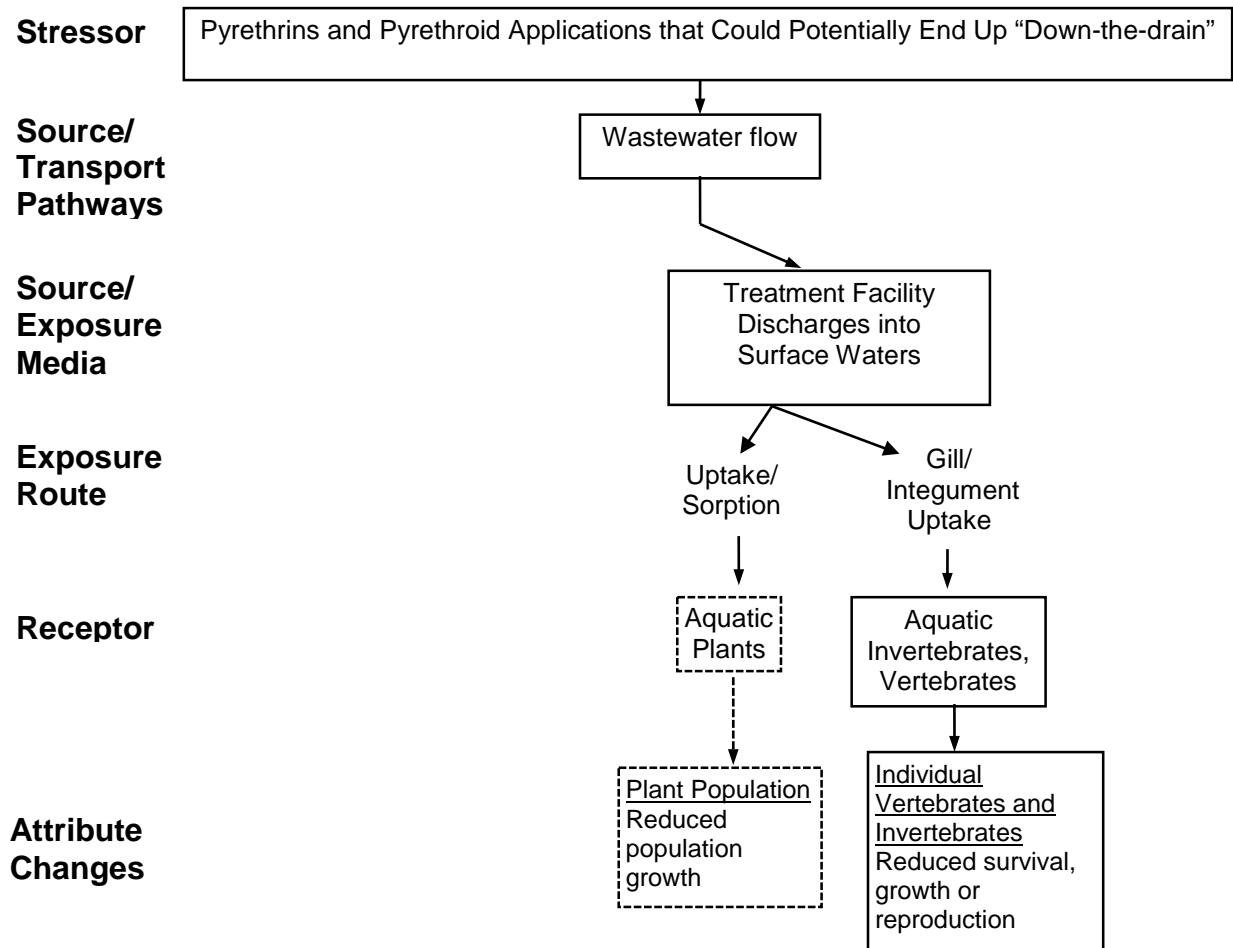 Stressor
Pyrethrins and Pyrethroid Applications that Could Potentially End Up “Down-the-drain”
Source/
Transport
Pathways
Wastewater flow
Source/
Exposure
Media
Treatment Facility
Discharges into
Surface Waters
Exposure
Route
Uptake/
Sorption
Gill/
Integument
Uptake
Receptor
Aquatic
Plants
Aquatic
Invertebrates,
Vertebrates
Attribute
Changes
Plant Population
Reduced
population
growth
Individual
Vertebrates and
Invertebrates
Reduced survival,
growth or
reproduction